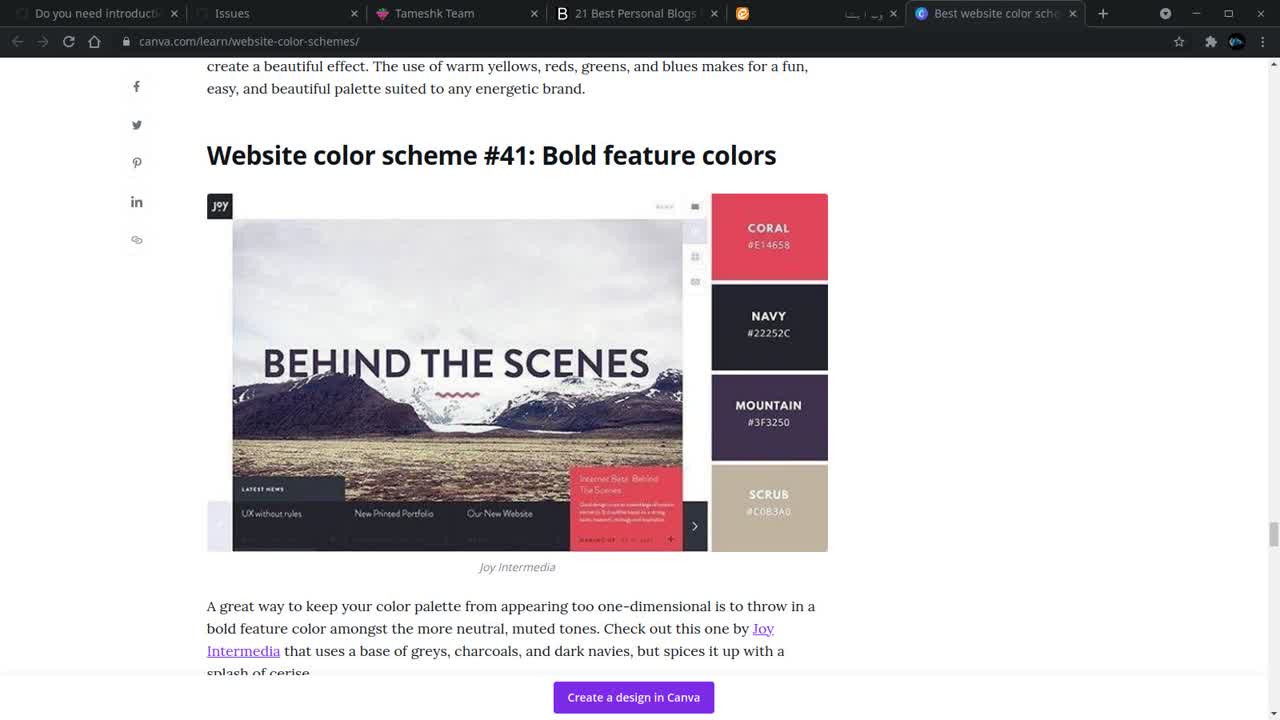 Do you need introducti
Issues
Tameshk Team
21 Best Personal Blogs
Best website color sche
canva.com/learn/website-color-schemes/
create a beautiful effect. The use of warm yellows, reds, greens, and blues makes for a fun,
easy, and beautiful palette suited to any energetic brand.
Website color scheme #41: Bold feature colors
JOY
BEHIND THE SCENES
LATEST NEWS
UX without rules
New Printed Portfolio
Our New Website
Internet Beta: Behind
The Scenes
CORAL
#E14658
NAVY
#22252C
MOUNTAIN
#3F3250
SCRUB
#C0B3A0
Joy Intermedia
A great way to keep your color palette from appearing too one-dimensional is to throw in a
bold feature color amongst the more neutral, muted tones. Check out this one by Joy
Intermedia that uses a base of greys, charcoals, and dark navies, but spices it up with a
splash of cerise.
Create a design in Canva